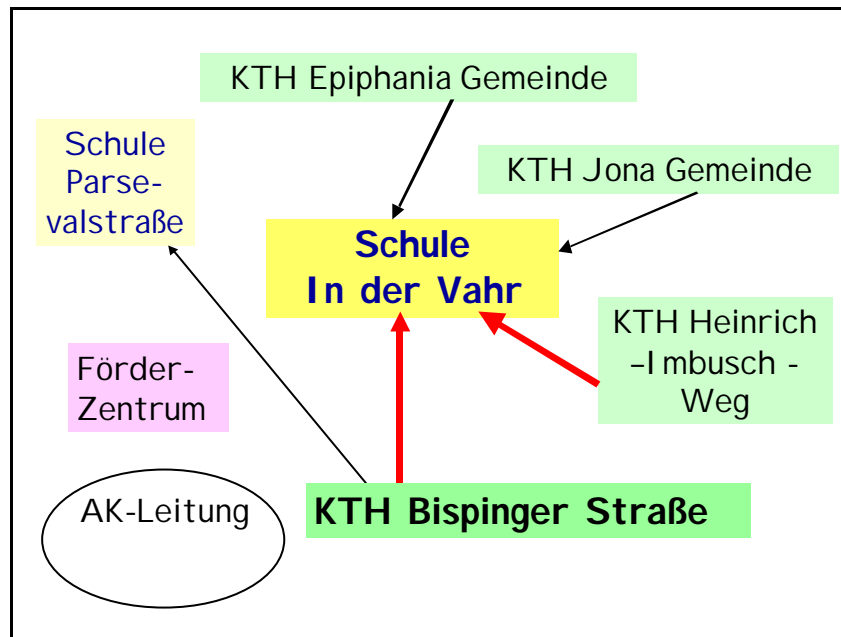 KTH Epiphania Gemeinde
Schule
Parse-
valstraße
KTH Jona Gemeinde
Schule
In der Vahr
KTH Heinrich
–Imbusch -
Weg
Förder-
Zentrum
AK-Leitung
KTH Bispinger Straße